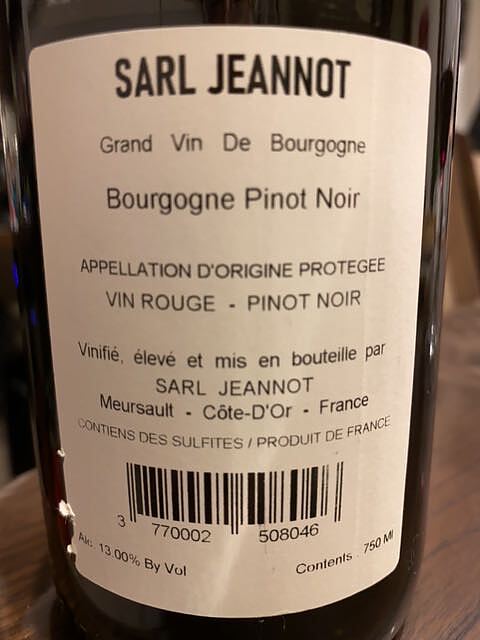 SARL JEANNOT
Grand Vin De Bourgogne
Bourgogne Pinot Noir
APPELLATION D'ORIGINE PROTEGEE
VIN ROUGE - PINOT NOIR
Vinifié, élevé et mis en bouteille par
SARL JEANNOT
Meursault - Côte-D'Or - France
CONTIENS DES SULFITES / PRODUIT DE FRANCE
3 770002 508046
Alc 13.00% By Vol
Contents . 750 Ml